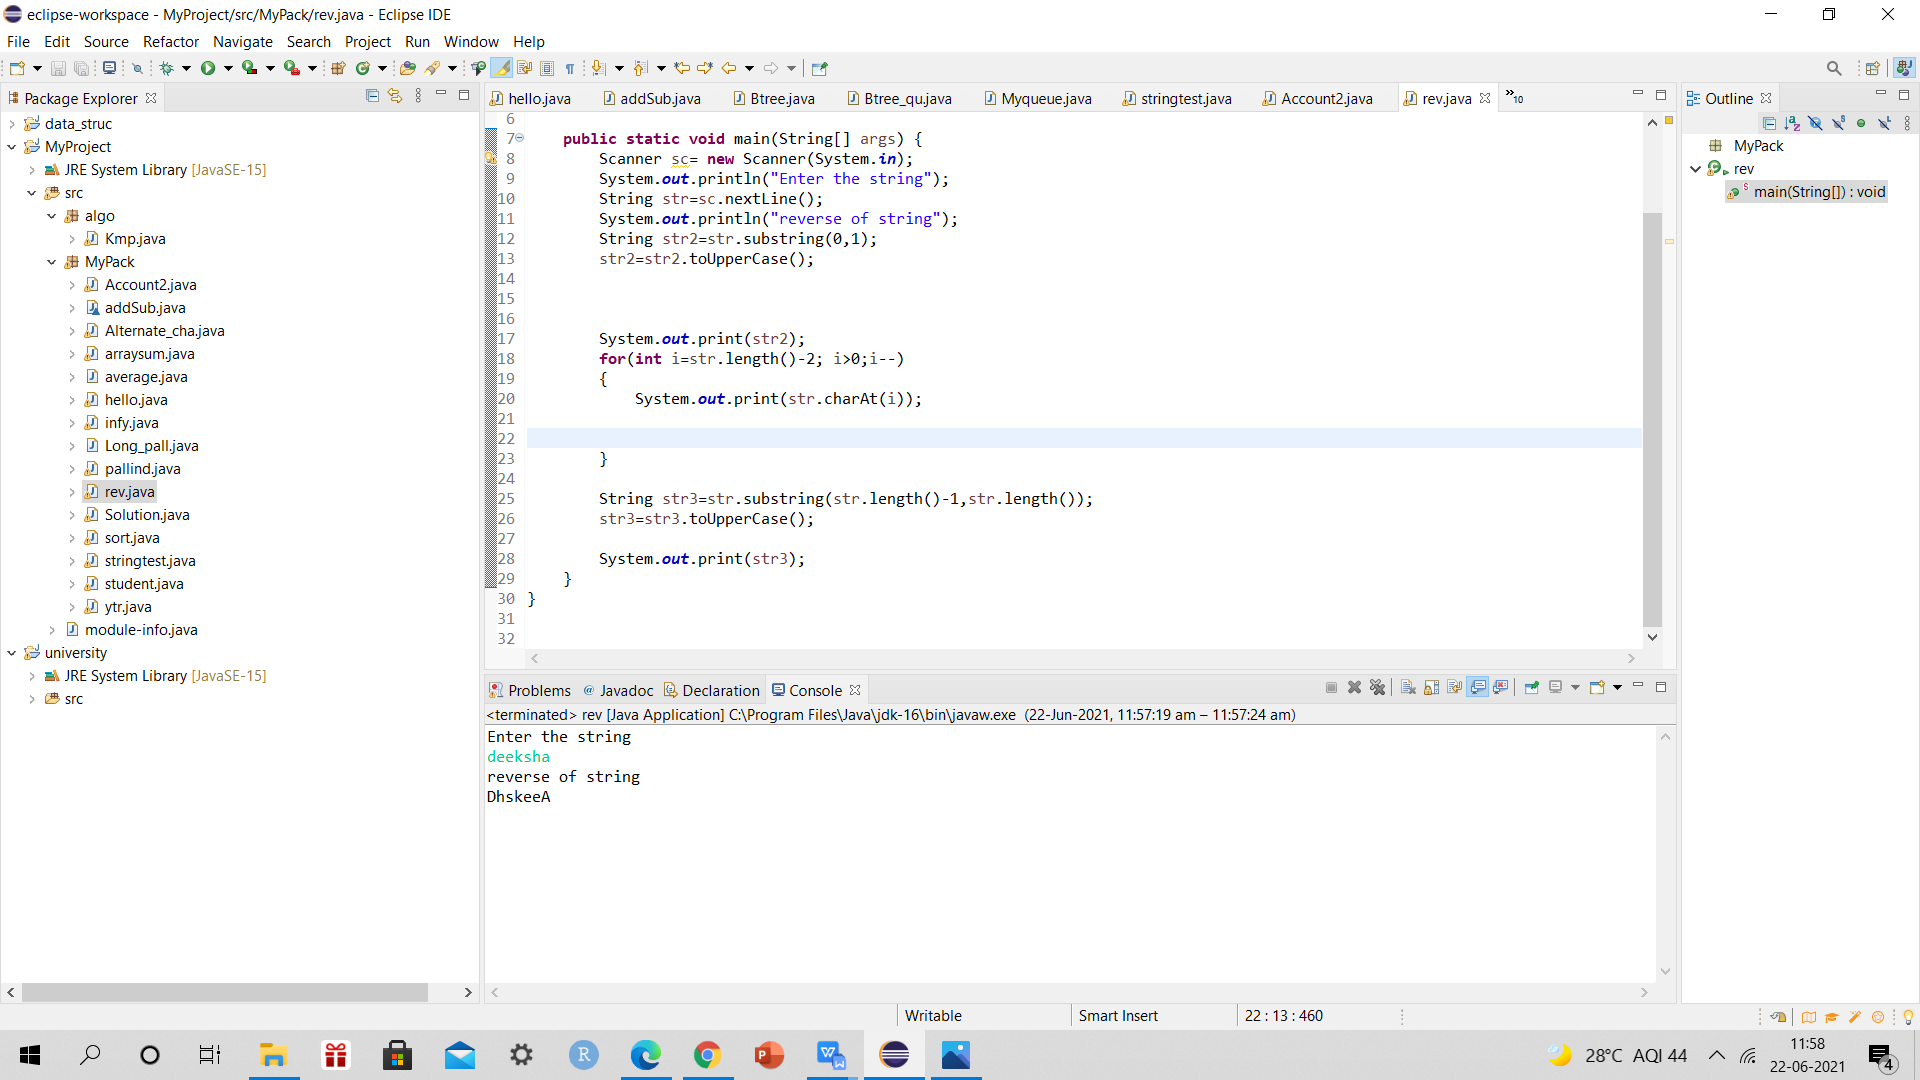 eclipse-workspace - MyProject/src/MyPack/rev.java - Eclipse IDE
File Edit Source Refactor Navigate Search Project Run Window Help
Package Explorer
data_struc
MyProject
JRE System Library [JavaSE-15]
src
algo
Kmp.java
MyPack
Account2.java
addSub.java
Alternate_cha.java
arraysum.java
average.java
hello.java
infy.java
Long_pall.java
pallind.java
rev.java
Solution.java
sort.java
stringtest.java
student.java
ytr.java
module-info.java
university
JRE System Library [JavaSE-15]
src
hello.java addSub.java Btree.java Btree_qu.java Myqueue.java stringtest.java Account2.java rev.java »10
6
7 public static void main(String[] args) {
8 Scanner sc= new Scanner(System.in);
9 System.out.println("Enter the string");
10 String str=sc.nextLine();
11 System.out.println("reverse of string");
12 String str2=str.substring(0,1);
13 str2=str2.toUpperCase();
14
15
16
17 System.out.print(str2);
18 for(int i=str.length()-2; i>0;i--)
19 {
20 System.out.print(str.charAt(i));
21
22
23 }
24
25 String str3=str.substring(str.length()-1,str.length());
26 str3=str3.toUpperCase();
27
28 System.out.print(str3);
29 }
30 }
31
32
Outline
MyPack
rev
main(String[]) : void
Problems @ Javadoc Declaration Console
<terminated> rev [Java Application] C:\Program Files\Java\jdk-16\bin\javaw.exe (22-Jun-2021, 11:57:19 am – 11:57:24 am)
Enter the string
deeksha
reverse of string
DhskeeA
Writable Smart Insert 22 : 13 : 460
28°C AQI 44
11:58
22-06-2021
4